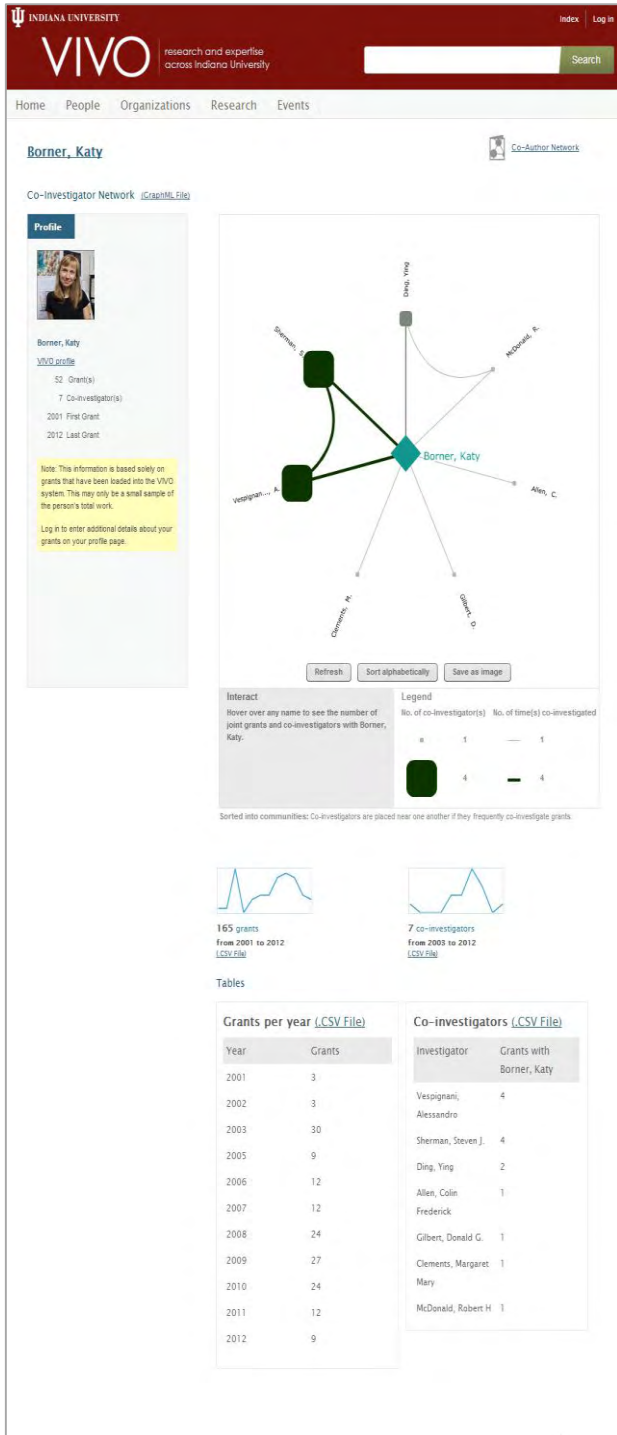 INDIANA UNIVERSITY
Index
Log in
VIVO
research and expertise
across Indiana University
Search
Home People Organizations Research Events
Borner, Katy
Co-Author Network
Co-Investigator Network (GraphML File)
Profile
Borner, Katy
VIVO profile
52 Grant(s)
7 Co-investigator(s)
2001 First Grant
2012 Last Grant
Note: This information is based solely on
grants that have been loaded into the VIVO
system. This may only be a small sample of
the person's total work.
Log in to enter additional details about your
grants on your profile page.
Ding, Ying
Sherman, S.
McDonald, R.
Borner, Katy
Vespignan..., A.
Allen, C.
Clements, M.
Gilbert, D.
Refresh
Sort alphabetically
Save as image
Interact
Hover over any name to see the number of
joint grants and co-investigators with Borner,
Katy.
Legend
No. of co-investigator(s) No. of time(s) co-investigated
1 1
4 4
Sorted into communities: Co-investigators are placed near one another if they frequently co-investigate grants
165 grants
from 2001 to 2012
(.CSV File)
7 co-investigators
from 2003 to 2012
(.CSV File)
Tables
Grants per year (.CSV File)
Year Grants
2001 3
2002 3
2003 30
2005 9
2006 12
2007 12
2008 24
2009 27
2010 24
2011 12
2012 9
Co-investigators (.CSV File)
Investigator Grants with
Borner, Katy
Vespignani, 4
Alessandro
Sherman, Steven J. 4
Ding, Ying 2
Allen, Colin 1
Frederick
Gilbert, Donald G. 1
Clements, Margaret 1
Mary
McDonald, Robert H 1